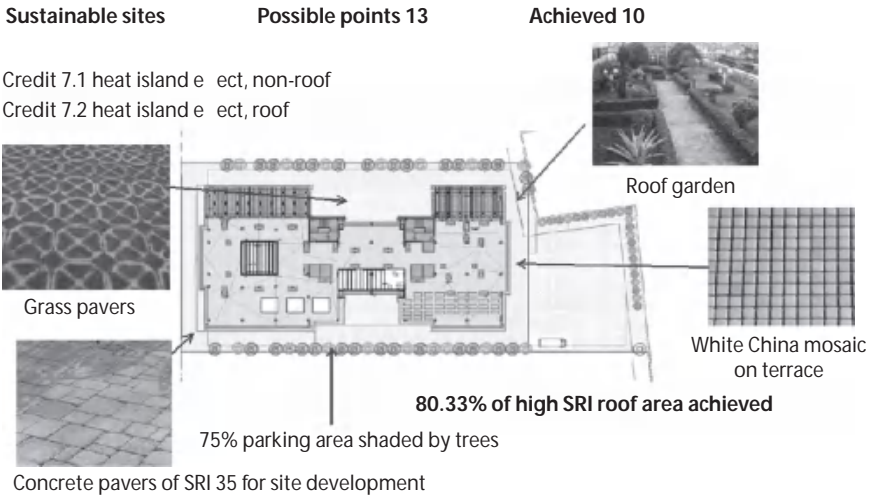 Sustainable sites Possible points 13 Achieved 10
Credit 7.1 heat island e ect, non-roof
Credit 7.2 heat island e ect, roof
Roof garden
Grass pavers
White China mosaic
on terrace
80.33% of high SRI roof area achieved
75% parking area shaded by trees
Concrete pavers of SRI 35 for site development